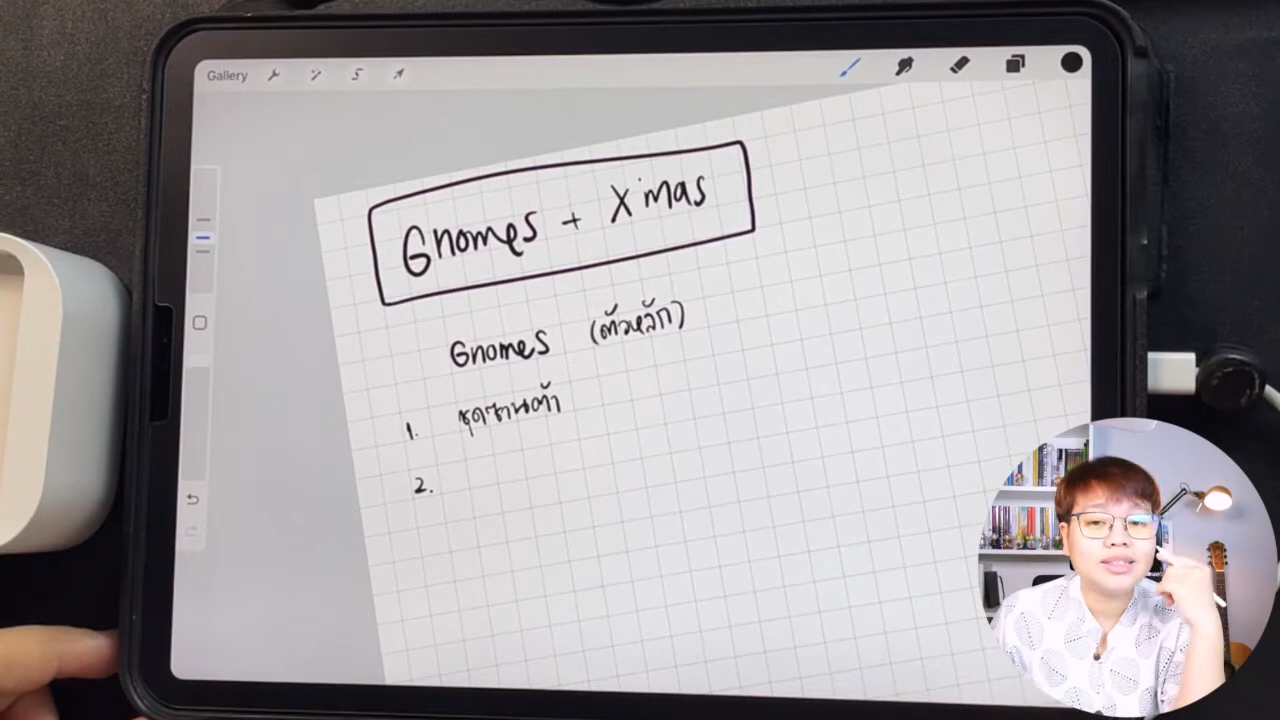 Gallery
Gnomes + X'mas
Gnomes (ตัวหลัก)
1. ชุดซานต้า
2.